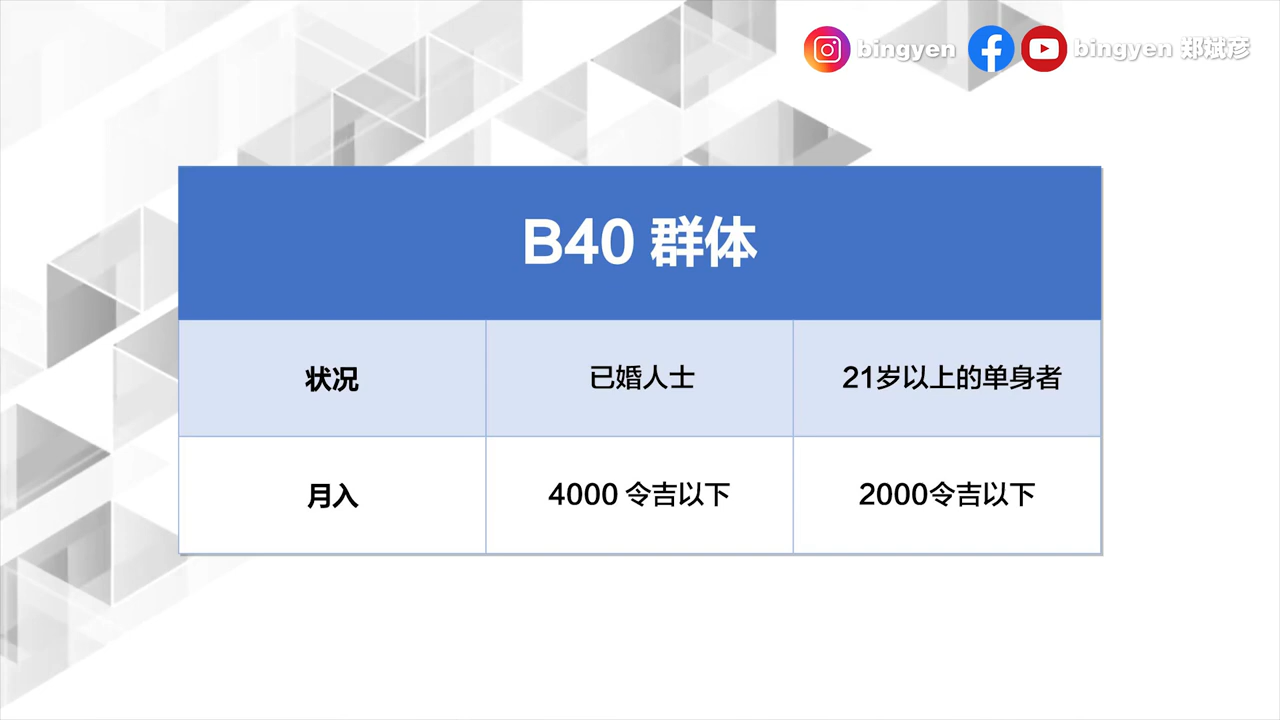 bingyen
bingyen 郑斌彦
B40 群体
状况 已婚人士 21岁以上的单身者
月入 4000 令吉以下 2000令吉以下